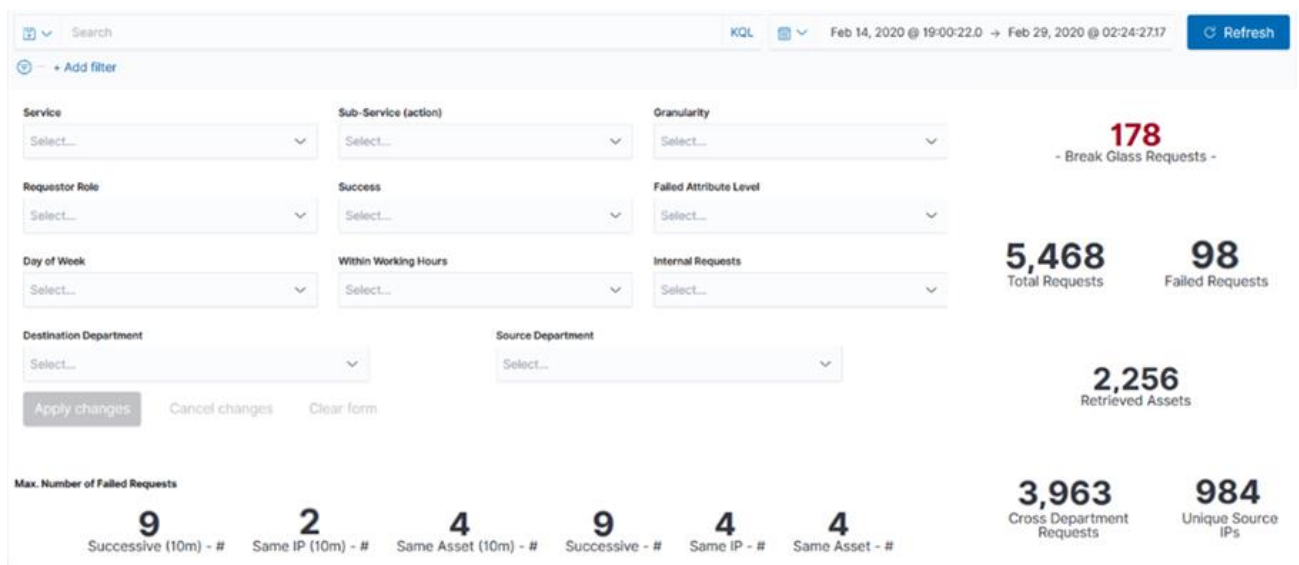 Search KQL Feb 14, 2020 @ 19:00:22.0 → Feb 29, 2020 @ 02:24:27.17 Refresh
+ Add filter
Service Sub-Service (action) Granularity
Select... Select... Select...
178
- Break Glass Requests -
Requestor Role Success Failed Attribute Level
Select... Select... Select...
Day of Week Within Working Hours Internal Requests
Select... Select... Select...
5,468 98
Total Requests Failed Requests
Destination Department Source Department
Select... Select...
2,256
Retrieved Assets
Apply changes Cancel changes Clear form
Max. Number of Failed Requests
9 2 4 9 4 4
Successive (10m) - # Same IP (10m) - # Same Asset (10m) - # Successive - # Same IP - # Same Asset - #
3,963 984
Cross Department Unique Source
Requests IPs